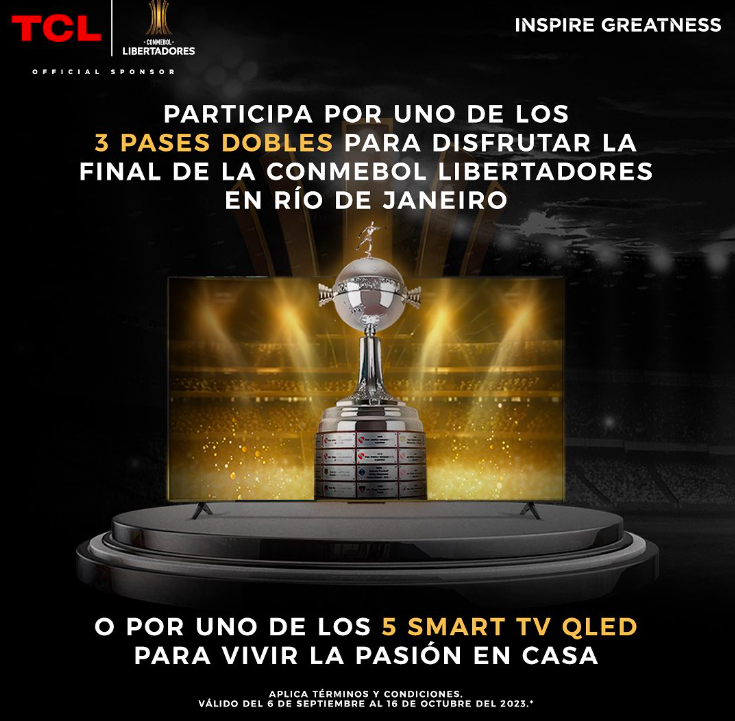 TCL
CONMEBOL
LIBERTADORES
OFFICIAL SPONSOR
INSPIRE GREATNESS
PARTICIPA POR UNO DE LOS
3 PASES DOBLES PARA DISFRUTAR LA
FINAL DE LA CONMEBOL LIBERTADORES
EN RÍO DE JANEIRO
O POR UNO DE LOS 5 SMART TV QLED
PARA VIVIR LA PASIÓN EN CASA
APLICA TÉRMINOS Y CONDICIONES.
VÁLIDO DEL 6 DE SEPTIEMBRE AL 16 DE OCTUBRE DEL 2023.*